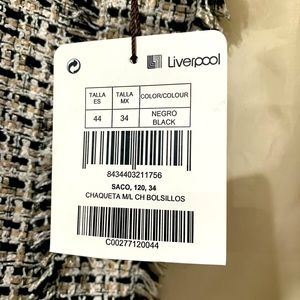 Liverpool
TALLA ES TALLA MX COLOR/COLOUR
44 34 NEGRO BLACK
8434403211756
SACO, 120, 34
CHAQUETA M/L CH BOLSILLOS
C00277120044